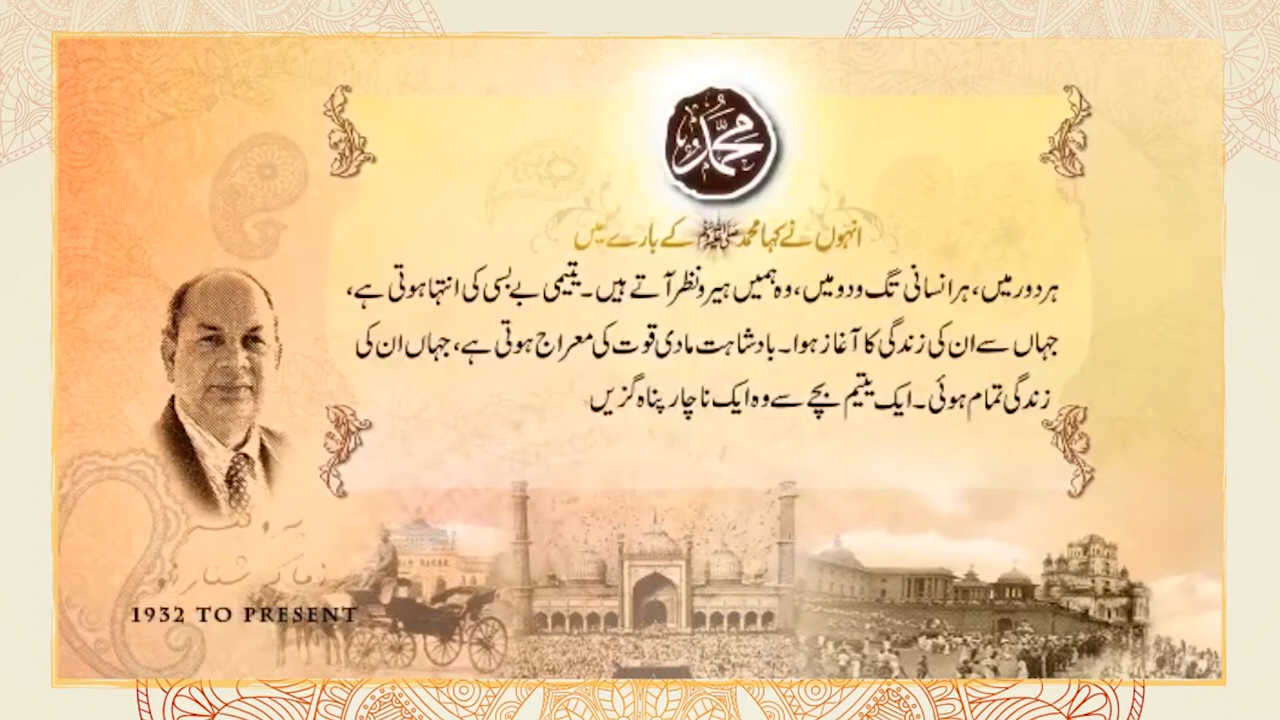 محمد
انہوں نے کہا محمد ﷺ کے بارے میں
ہر دور میں، ہر انسانی تگ ودو میں، وہ ہمیں ہیرو نظر آتے ہیں۔ یتیمی بے بسی کی انتہا ہوتی ہے،
جہاں سے ان کی زندگی کا آغاز ہوا۔ بادشاہت مادی قوت کی معراج ہوتی ہے، جہاں ان کی
زندگی تمام ہوئی۔ ایک یتیم بچے سے وہ ایک ناچار پناہ گزیں
1932 TO PRESENT